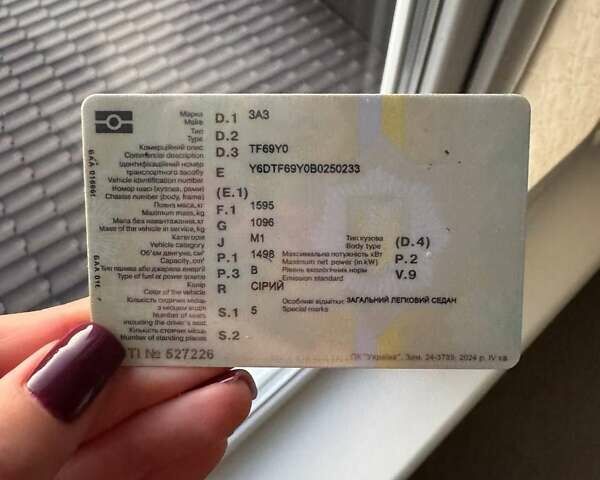 Марка
Make D.1 ЗАЗ
Тип
Type D.2
Комерційний опис
Commercial description D.3 TF69Y0
Ідентифікаційний номер
транспортного засобу E Y6DTF69Y0B0250233
Vehicle identification number
Номер шасі (кузова, рами) (E.1)
Chassis number (body, frame)
Повна маса, кг F.1 1595
Maximum mass, kg
Маса без навантаження, кг G 1096
Mass of the vehicle in service, kg
Категорія J M1 Тип кузова (D.4)
Vehicle category Body type
Об'єм двигуна, см³ P.1 1498 Максимальна потужність кВт P.2
Capacity, cm³ Maximum net power (in kW)
Тип палива або джерела енергії P.3 B Рівень екологічних норм V.9
Type of fuel or power source Emission standard
Колір R СІРИЙ
Color of the vehicle
Кількість сидячих місць Особливі відмітки: ЗАГАЛЬНИЙ ЛЕГКОВИЙ СЕДАН
з місцем водія S.1 5 Special marks
Number of seats
including the driver's seat
Кількість стоячих місць S.2
Number of standing places
№ 527226
ПК "Україна". Зам. 24-3789. 2024 р. IV кв.